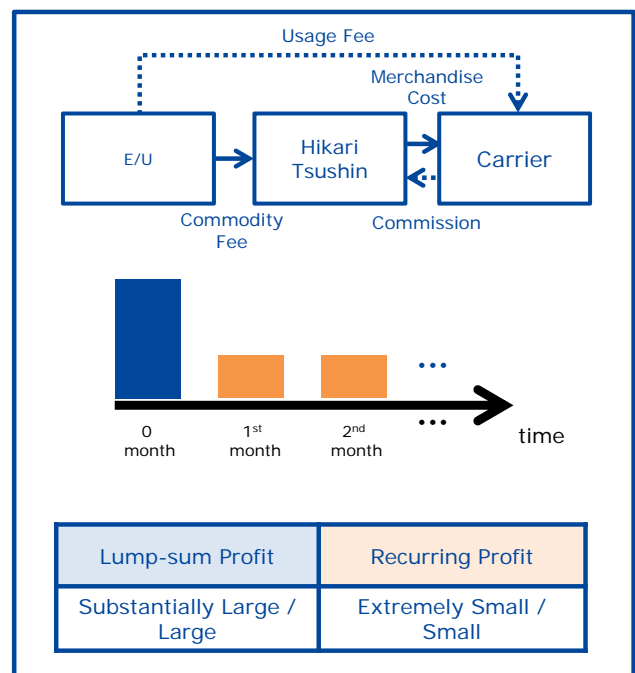 Usage Fee
Merchandise
Cost
E/U
Hikari
Tsushin
Carrier
Commodity
Fee
Commission
...
...
0
month
1st
month
2nd
month
time
Lump-sum Profit
Recurring Profit
Substantially Large /
Large
Extremely Small /
Small